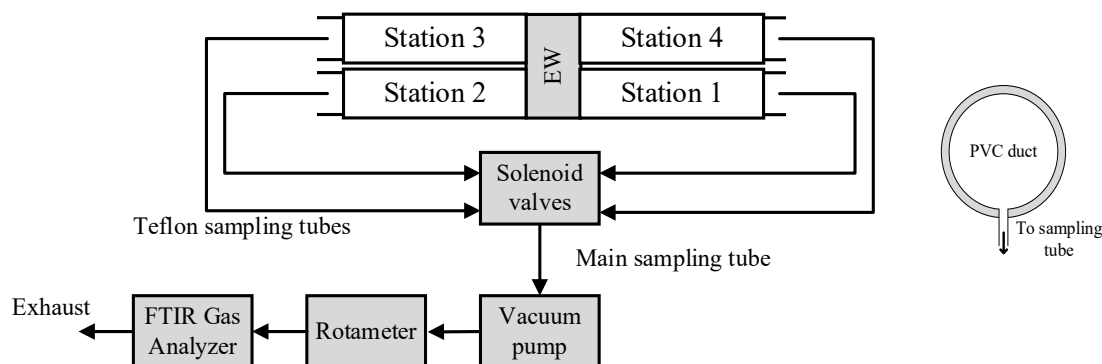 Station 3
EW
Station 4
Station 2
Station 1
PVC duct
Solenoid
valves
To sampling
tube
Teflon sampling tubes
Main sampling tube
Exhaust
FTIR Gas
Analyzer
Rotameter
Vacuum
pump